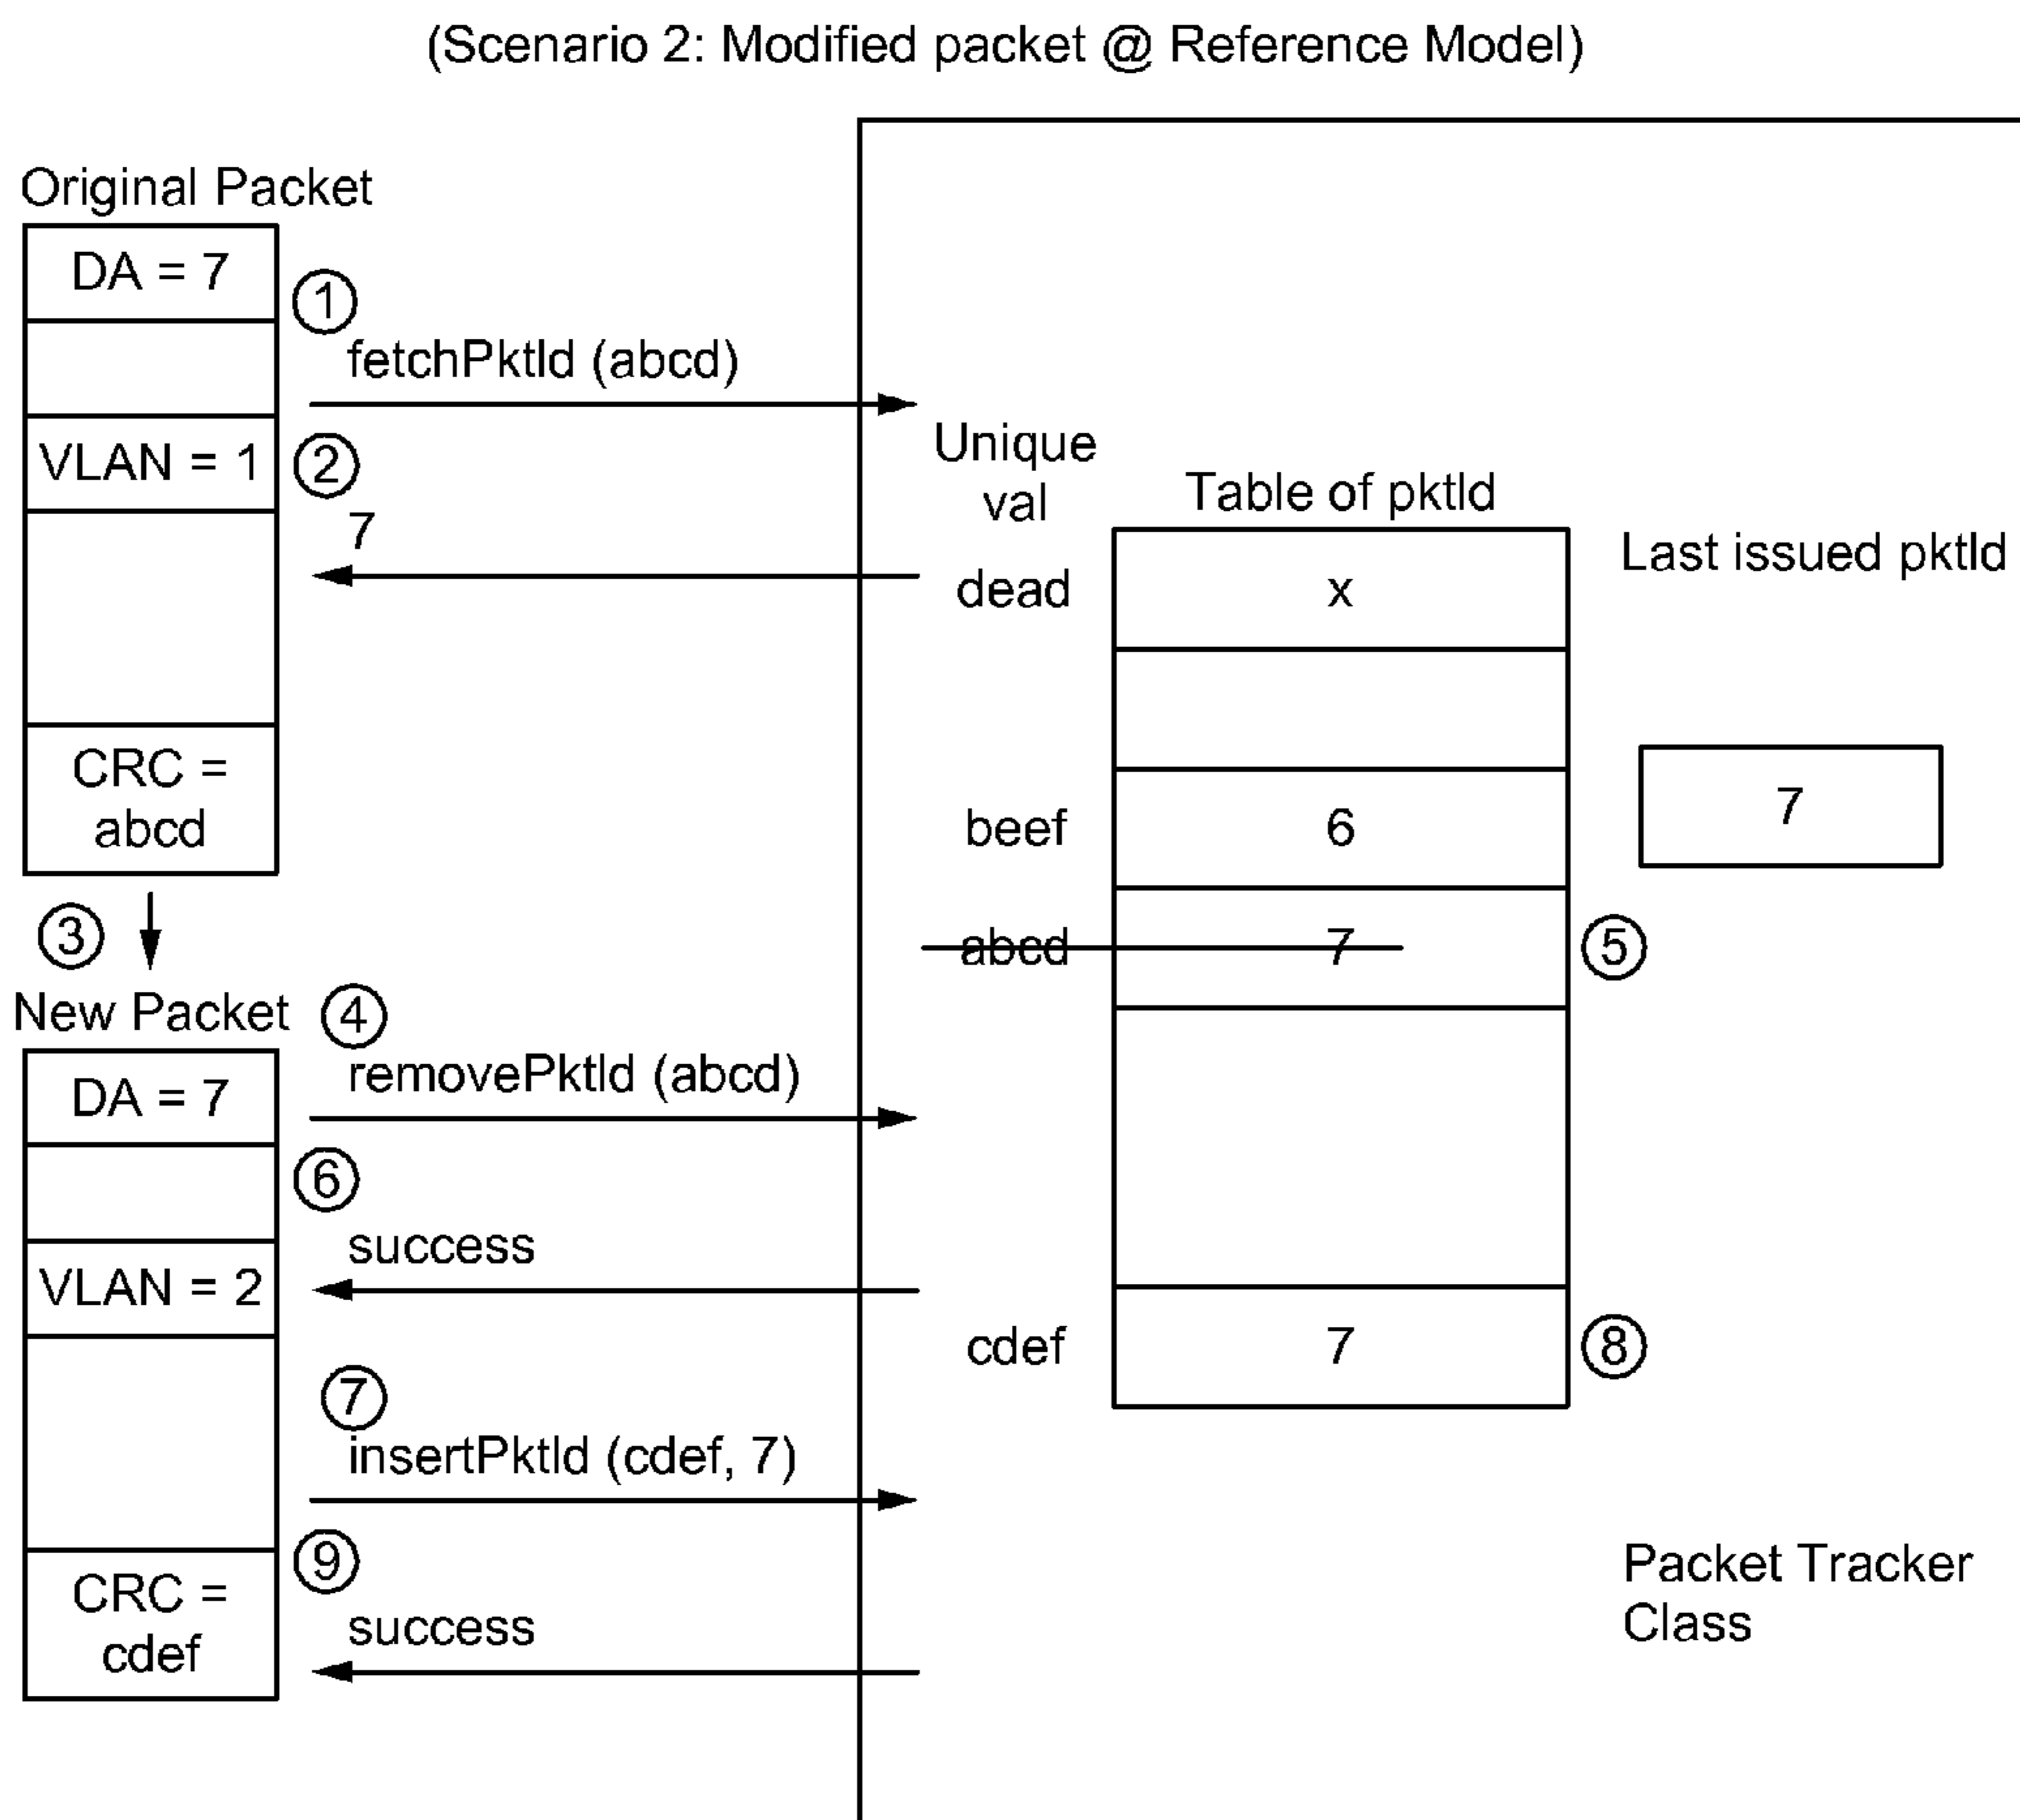 (Scenario 2: Modified packet @ Reference Model)
Original Packet
DA = 7
1
fetchPktId (abcd)
VLAN = 1
2
7
CRC =
abcd
3
New Packet
4
DA = 7
removePktId (abcd)
6
success
VLAN = 2
7
insertPktId (cdef, 7)
9
CRC =
cdef
success
Unique
val
Table of pktId
Last issued pktId
dead
x
beef
6
7
abcd
7
5
cdef
7
8
Packet Tracker
Class